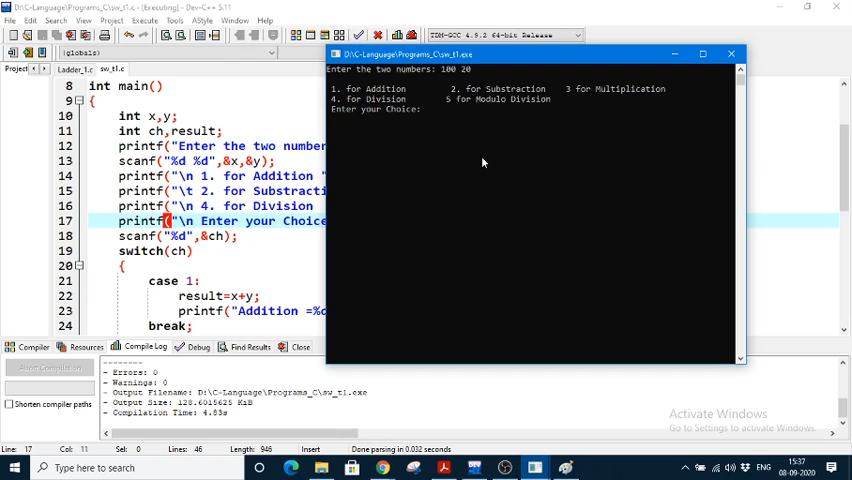 D:\C-Language\Programs_C\sw_t1.c - [Executing] - Dev-C++ 5.11
File Edit Search View Project Execute Tools AStyle Window Help
TDM-GCC 4.9.2 64-bit Release
(globals)
Project Ladder_1.c sw_t1.c
8 int main()
9 {
10 int x,y;
11 int ch,result;
12 printf("Enter the two number
13 scanf("%d %d",&x,&y);
14 printf("\n 1. for Addition "
15 printf("\t 2. for Substracti
16 printf("\n 4. for Division
17 printf("\n Enter your Choice
18 scanf("%d",&ch);
19 switch(ch)
20 {
21 case 1:
22 result=x+y;
23 printf("Addition =%d
24 break;
D:\C-Language\Programs_C\sw_t1.exe
Enter the two numbers: 100 20
1. for Addition 2. for Substraction 3 for Multiplication
4. for Division 5 for Modulo Division
Enter your Choice:
Compiler Resources Compile Log Debug Find Results Close
Abort Compilation
Shorten compiler paths
--------
- Errors: 0
- Warnings: 0
- Output Filename: D:\C-Language\Programs_C\sw_t1.exe
- Output Size: 128.6015625 KiB
- Compilation Time: 4.83s
Activate Windows
Go to Settings to activate Windows.
Line: 17 Col: 11 Sel: 0 Lines: 46 Length: 946 Insert Done parsing in 0.032 seconds
Type here to search
ENG
15:37
08-09-2020